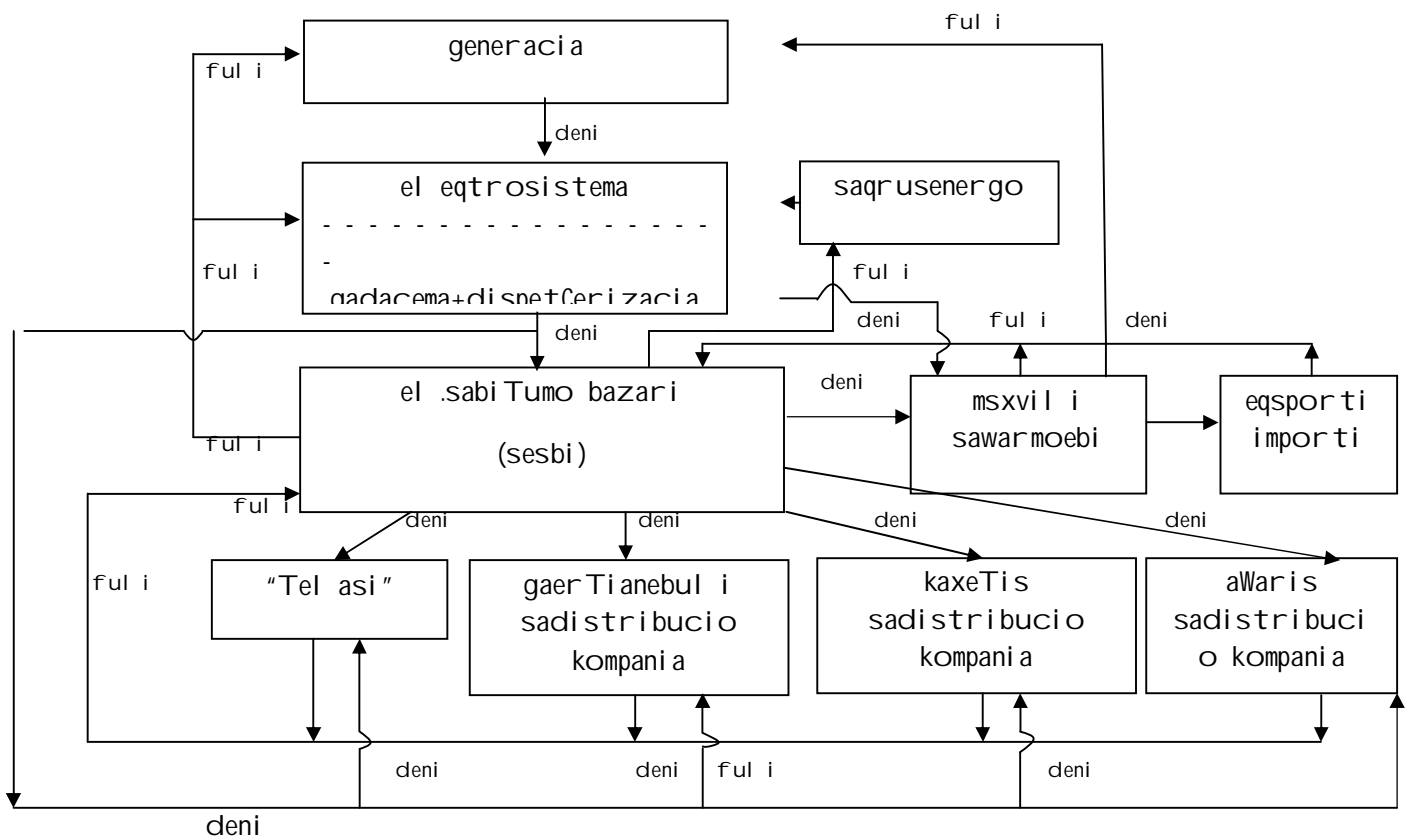 ful i
generacia
ful i
deni
el eqtrosistema
- - - - - - - - - - - - - - - - -
-
gadacema+dispetCerizacia
saqrusenergo
ful i
ful i
deni
deni
ful i
deni
el .sabiTumo bazari
(sesbi)
deni
msxvil i
sawarmoebi
eqsporti
importi
ful i
ful i
deni
deni
deni
deni
ful i
“Tel asi”
gaerTianebul i
sadistribucio
kompania
kaxeTis
sadistribucio
kompania
aWaris
sadistribuci
o kompania
deni
deni
ful i
deni
deni